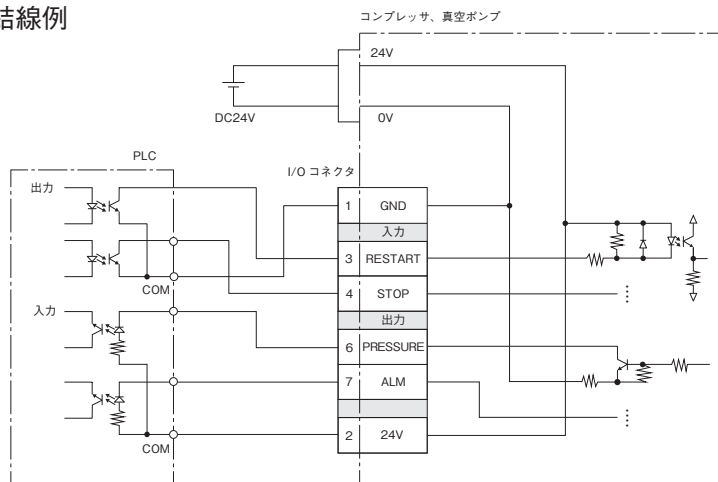 結線例
コンプレッサ、真空ポンプ
24V
DC24V
0V
PLC
I/O コネクタ
出力
1 GND
入力
3 RESTART
COM
4 STOP
入力
出力
6 PRESSURE
7 ALM
2 24V
COM